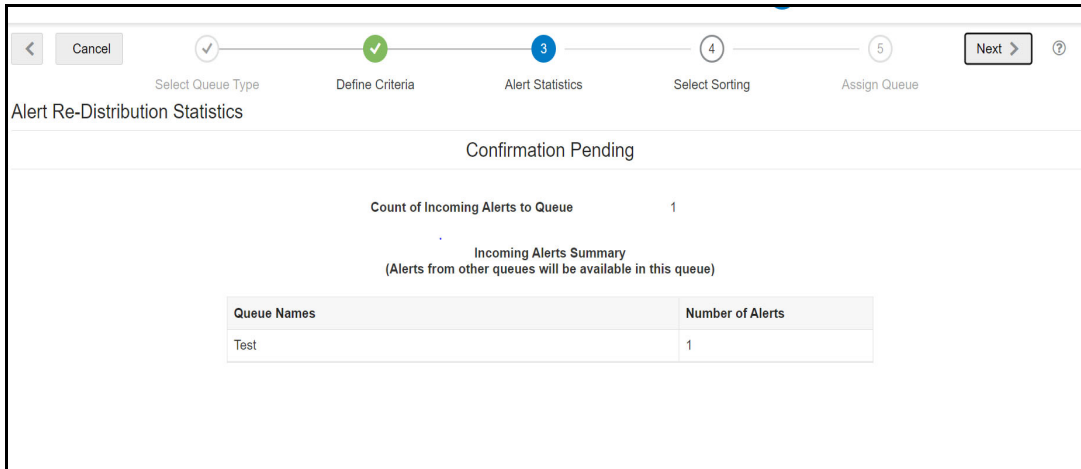 Cancel
3
4
5
Next
?
Select Queue Type
Define Criteria
Alert Statistics
Select Sorting
Assign Queue
Alert Re-Distribution Statistics
Confirmation Pending
Count of Incoming Alerts to Queue 1
Incoming Alerts Summary
(Alerts from other queues will be available in this queue)
Queue Names Number of Alerts
Test 1